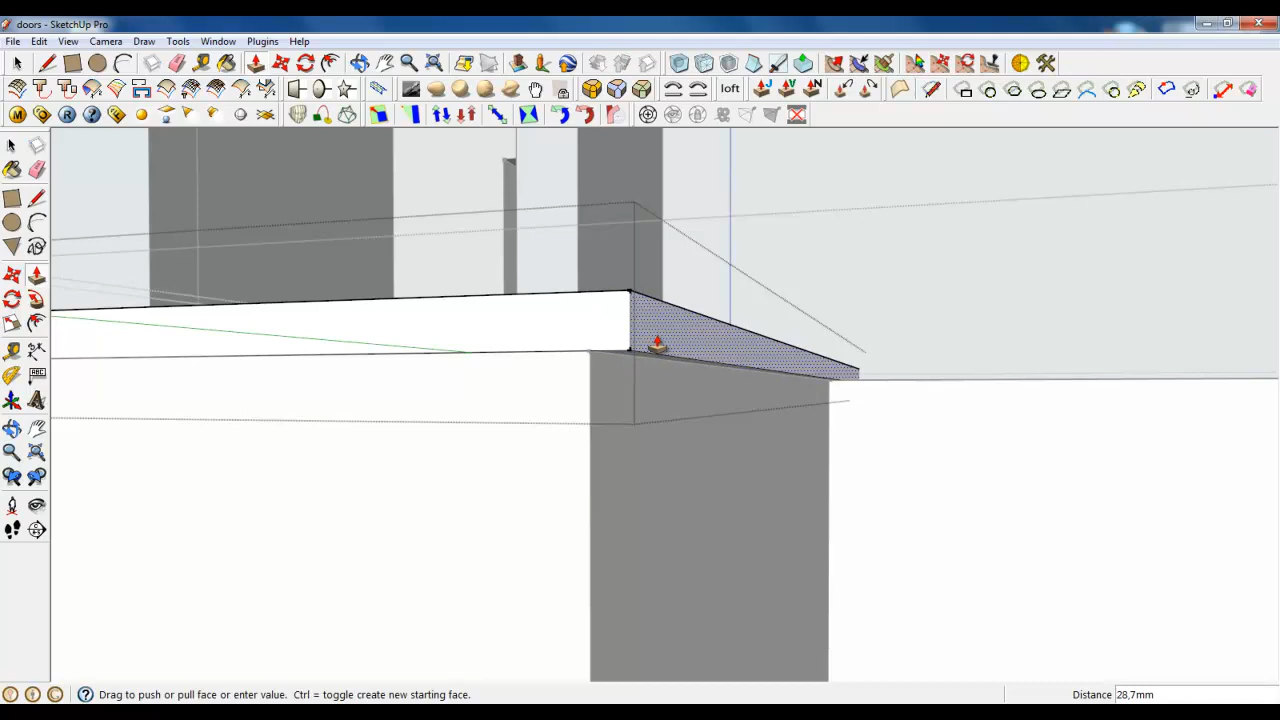 doors - SketchUp Pro
File Edit View Camera Draw Tools Window Plugins Help
loft J V N
M Q R ?
ABC
Drag to push or pull face or enter value. Ctrl = toggle create new starting face.
Distance 28,7mm